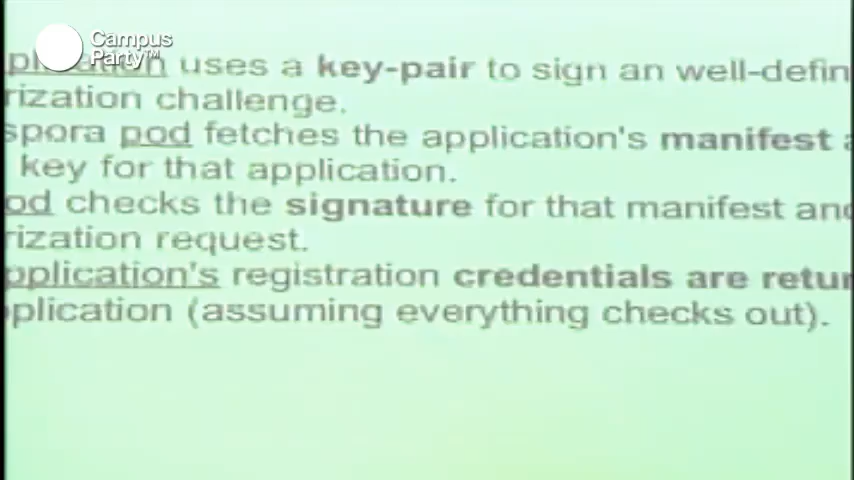 Campus
Party™
plication uses a key-pair to sign an well-defin
rization challenge.
spora pod fetches the application's manifest a
key for that application.
od checks the signature for that manifest and
rization request.
pplication's registration credentials are retur
plication (assuming everything checks out).